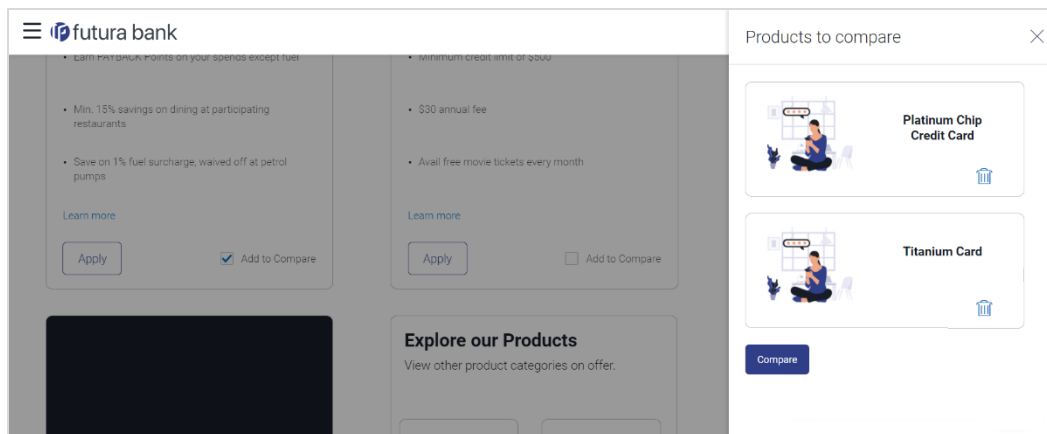 futura bank
Earn PAYBACK Points on your spends except fuel
Min. 15% savings on dining at participating
restaurants
Save on 1% fuel surcharge, waived off at petrol
pumps
Learn more
Apply
Add to Compare
Minimum credit limit of $500
$30 annual fee
Avail free movie tickets every month
Learn more
Apply
Add to Compare
Explore our Products
View other product categories on offer.
Products to compare
Platinum Chip
Credit Card
Titanium Card
Compare